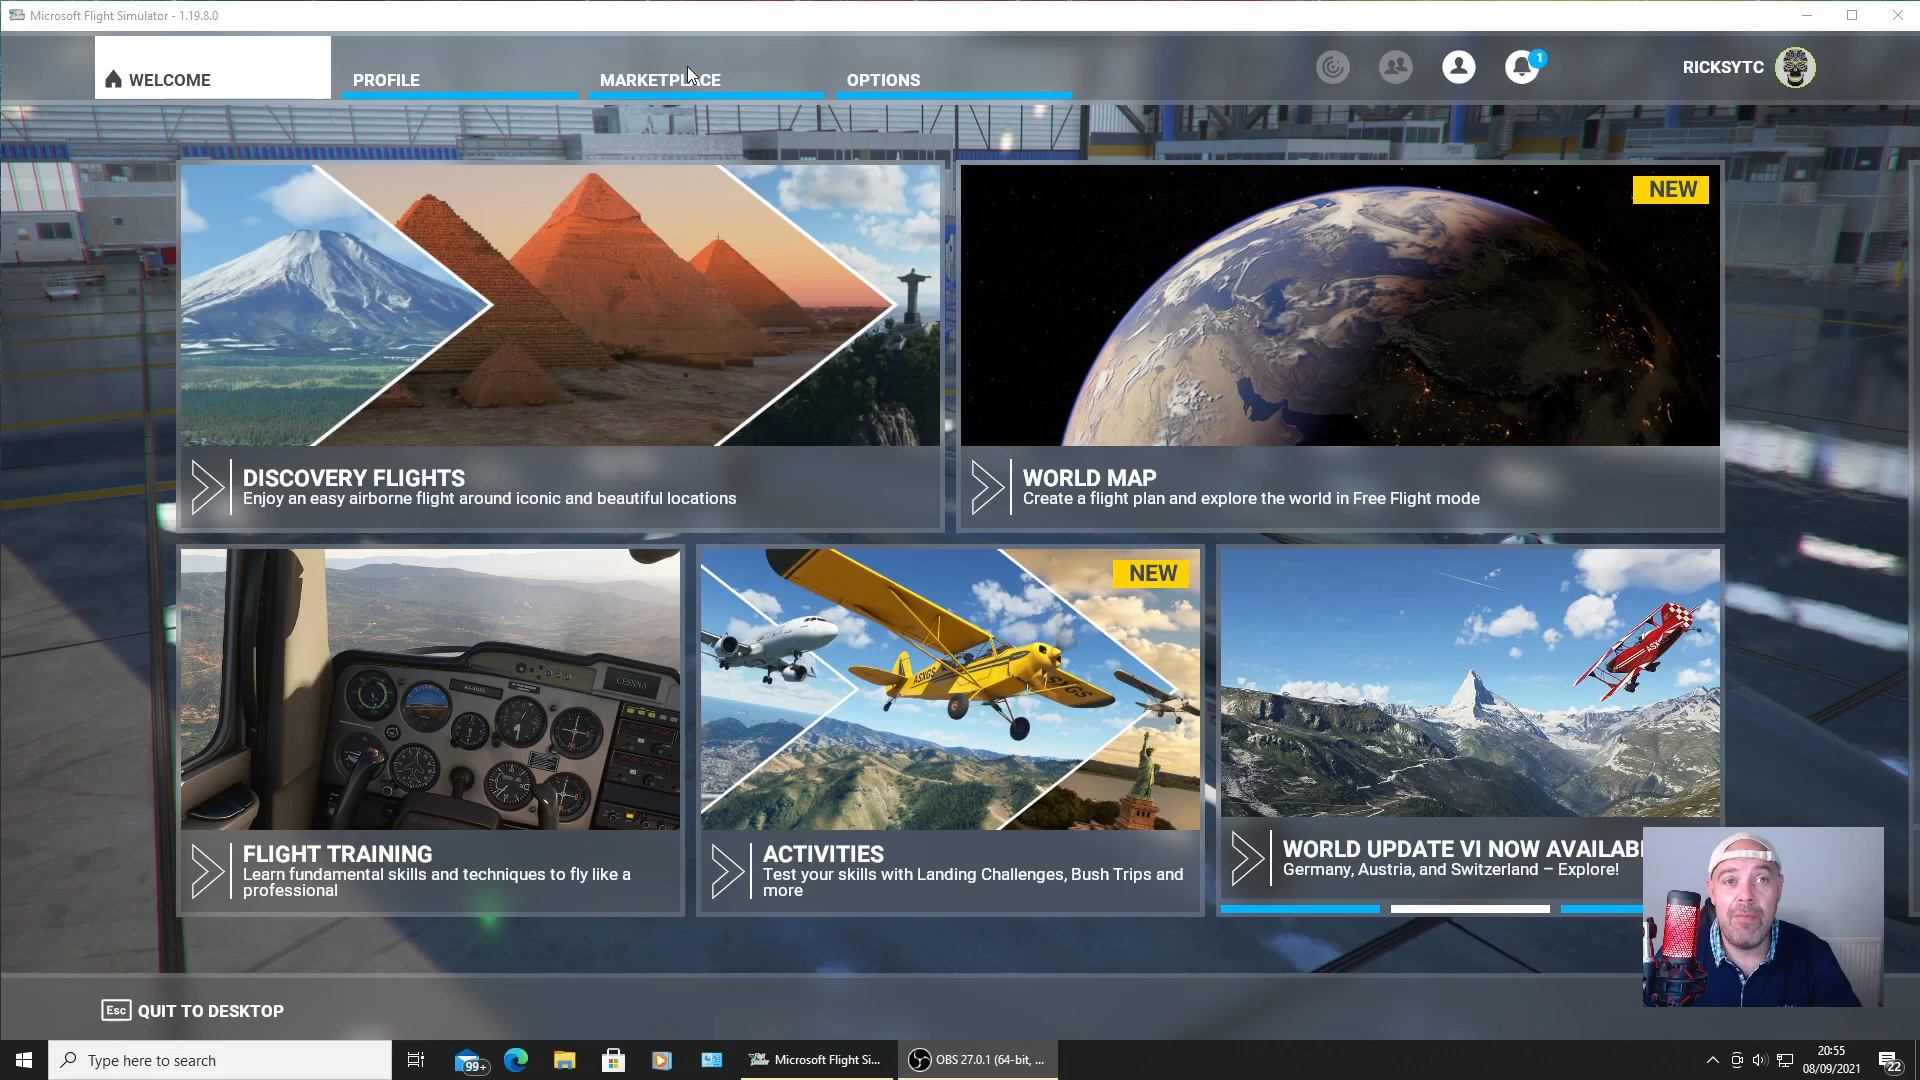 Microsoft Flight Simulator - 1.19.8.0
WELCOME
PROFILE
MARKETPLACE
OPTIONS
1
RICKSYTC
NEW
DISCOVERY FLIGHTS
Enjoy an easy airborne flight around iconic and beautiful locations
WORLD MAP
Create a flight plan and explore the world in Free Flight mode
CESSNA
NEW
ASXGS
FLIGHT TRAINING
Learn fundamental skills and techniques to fly like a
professional
ACTIVITIES
Test your skills with Landing Challenges, Bush Trips and
more
WORLD UPDATE VI NOW AVAILAB
Germany, Austria, and Switzerland – Explore!
Esc QUIT TO DESKTOP
Type here to search
99+
Microsoft Flight Si...
OBS 27.0.1 (64-bit, ...
20:55
08/09/2021
22